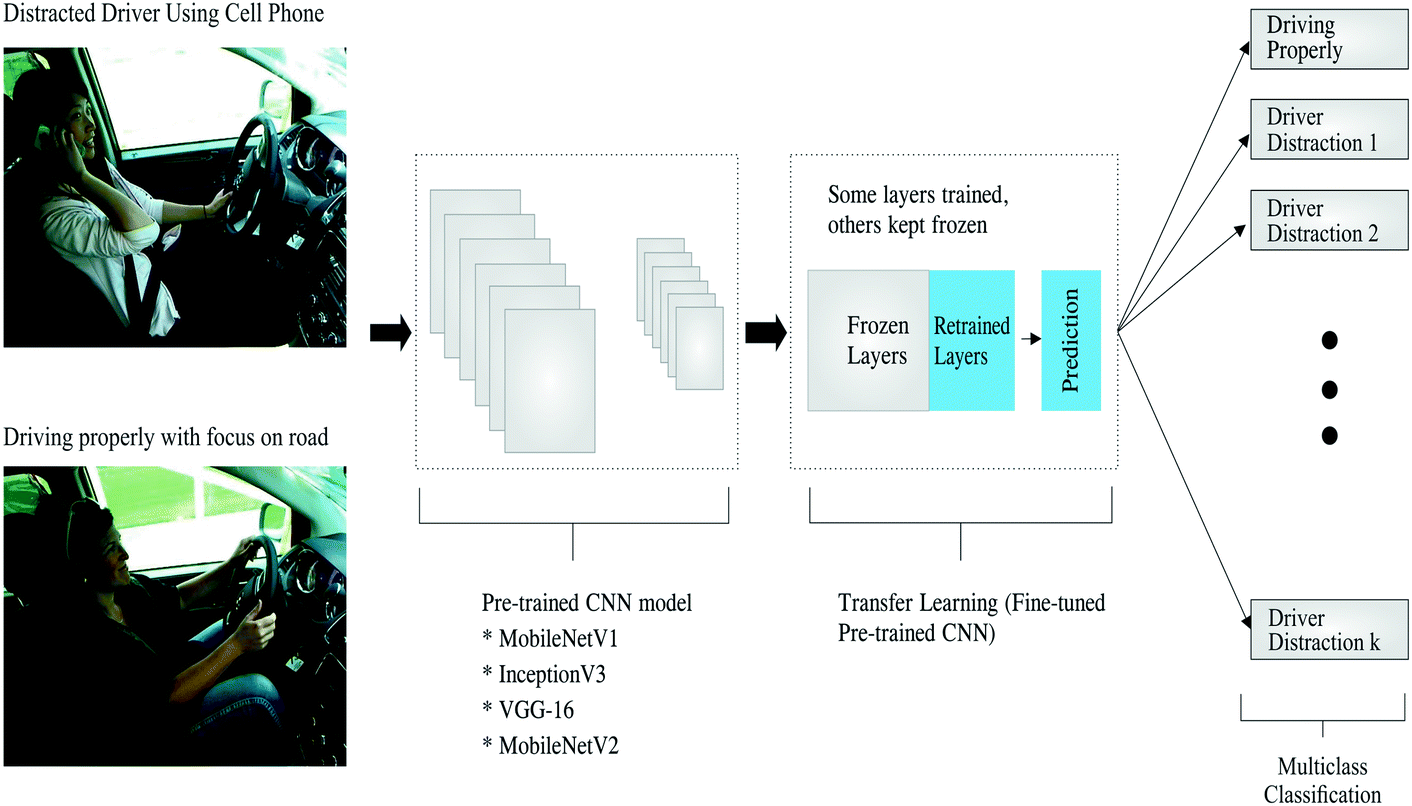 Distracted Driver Using Cell Phone
Driving properly with focus on road
Pre-trained CNN model
* MobileNetV1
* InceptionV3
* VGG-16
* MobileNetV2
Some layers trained,
others kept frozen
Frozen
Layers
Retrained
Layers
Prediction
Transfer Learning (Fine-tuned
Pre-trained CNN)
Driving
Properly
Driver
Distraction 1
Driver
Distraction 2
Driver
Distraction k
Multiclass
Classification